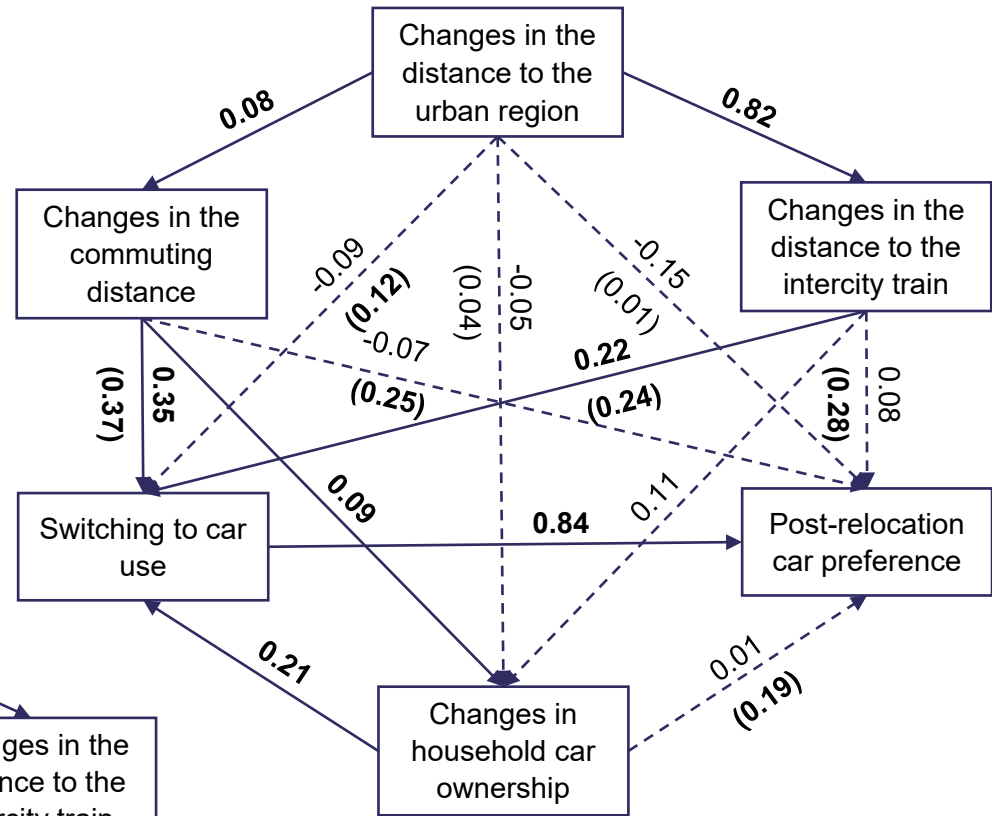 Changes in the
distance to the
urban region
0.08
0.82
Changes in the
commuting
distance
Changes in the
distance to the
intercity train
-0.09
(0.12)
(0.04)
-0.05
-0.15
(0.01)
-0.07
(0.25)
0.22
(0.24)
(0.37)
0.35
(0.28)
0.08
0.09
0.11
Switching to car
use
0.84
Post-relocation
car preference
0.21
0.01
(0.19)
Changes in
household car
ownership
ges in the
nce to the
rcity train